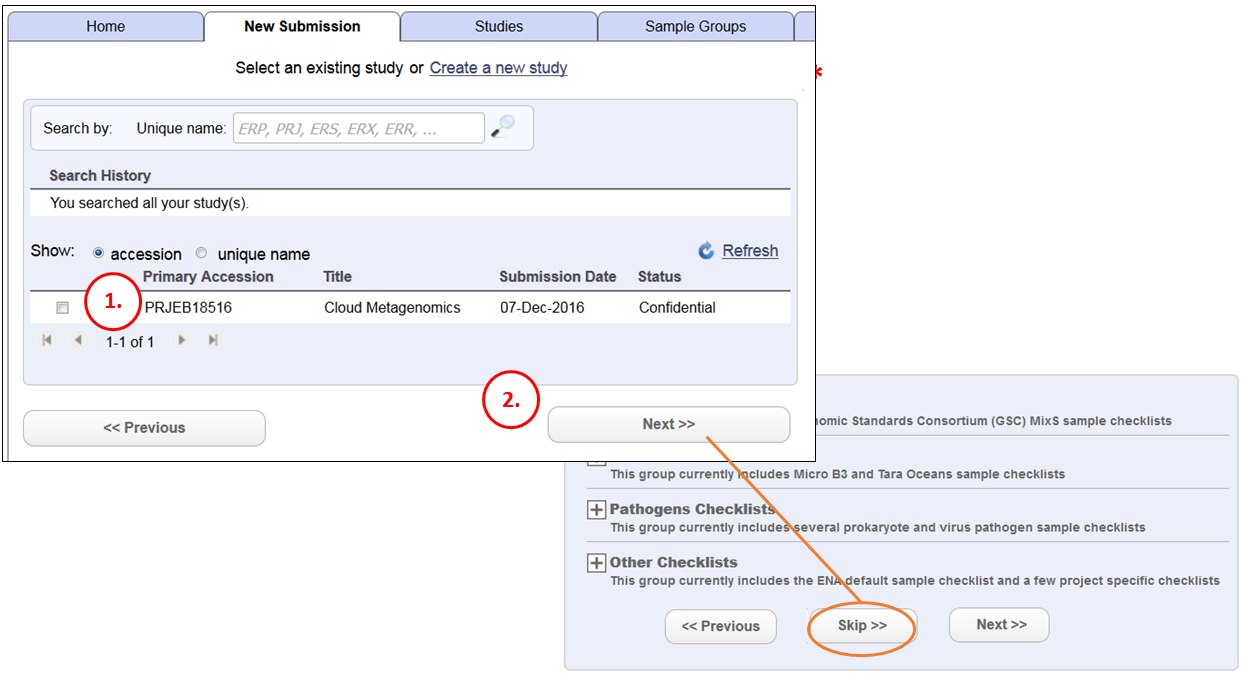 Home New Submission Studies Sample Groups
Select an existing study or Create a new study
*
Search by: Unique name: ERP, PRJ, ERS, ERX, ERR, ...
Search History
You searched all your study(s).
Show: accession unique name Refresh
Primary Accession Title Submission Date Status
1. PRJEB18516 Cloud Metagenomics 07-Dec-2016 Confidential
1-1 of 1
2.
<< Previous Next >>
Standards Consortium (GSC) MixS sample checklists
This group currently includes Micro B3 and Tara Oceans sample checklists
Pathogens Checklists
This group currently includes several prokaryote and virus pathogen sample checklists
Other Checklists
This group currently includes the ENA default sample checklist and a few project specific checklists
<< Previous Skip >> Next >>